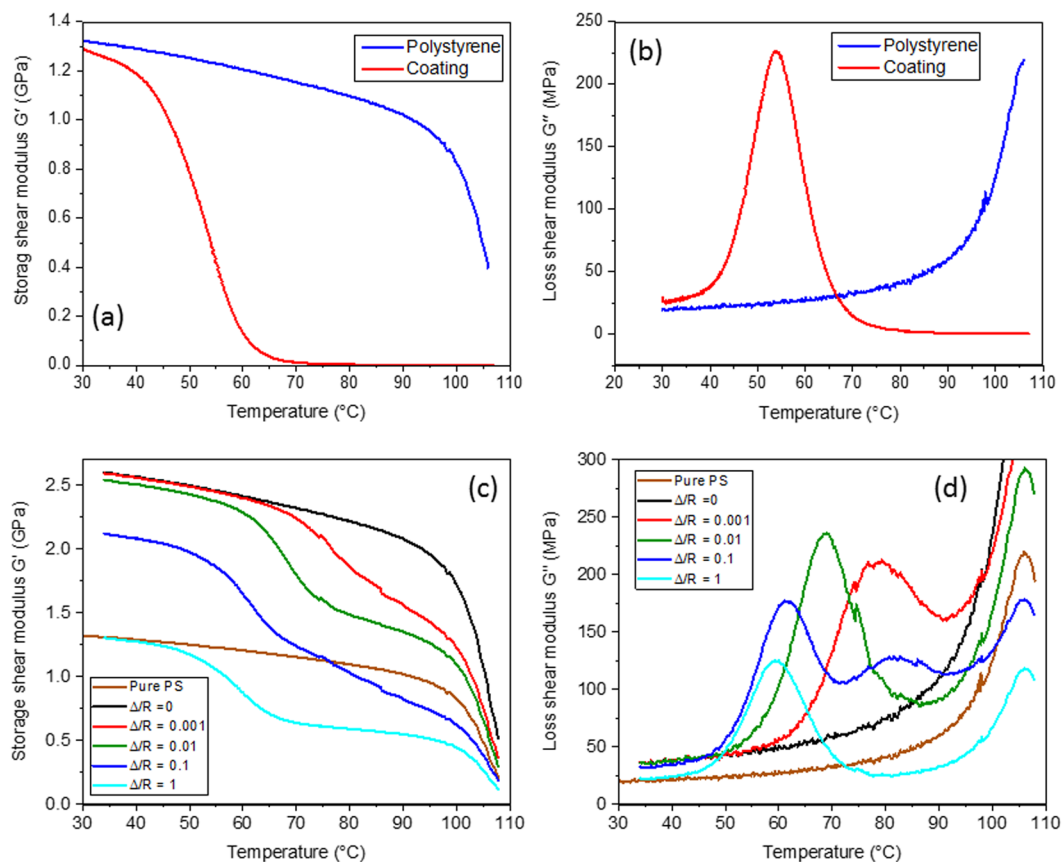 (a)
Storag shear modulus G′ (GPa)
1.4
1.2
1.0
0.8
0.6
0.4
0.2
0.0
Polystyrene
Coating
30 40 50 60 70 80 90 100 110
Temperature (°C)
(b)
Loss shear modulus G″ (MPa)
250
225
200
175
150
125
100
75
50
25
0
-25
Polystyrene
Coating
20 30 40 50 60 70 80 90 100 110
Temperature (°C)
(c)
Storage shear modulus G' (GPa)
2.5
2.0
1.5
1.0
0.5
0.0
Pure PS
Δ/R =0
Δ/R = 0.001
Δ/R = 0.01
Δ/R = 0.1
Δ/R = 1
30 40 50 60 70 80 90 100 110
Temperature (°C)
(d)
Loss shear modulus G'' (MPa)
300
250
200
150
100
50
0
Pure PS
Δ/R =0
Δ/R = 0.001
Δ/R = 0.01
Δ/R = 0.1
Δ/R = 1
30 40 50 60 70 80 90 100 110
Temperature (°C)